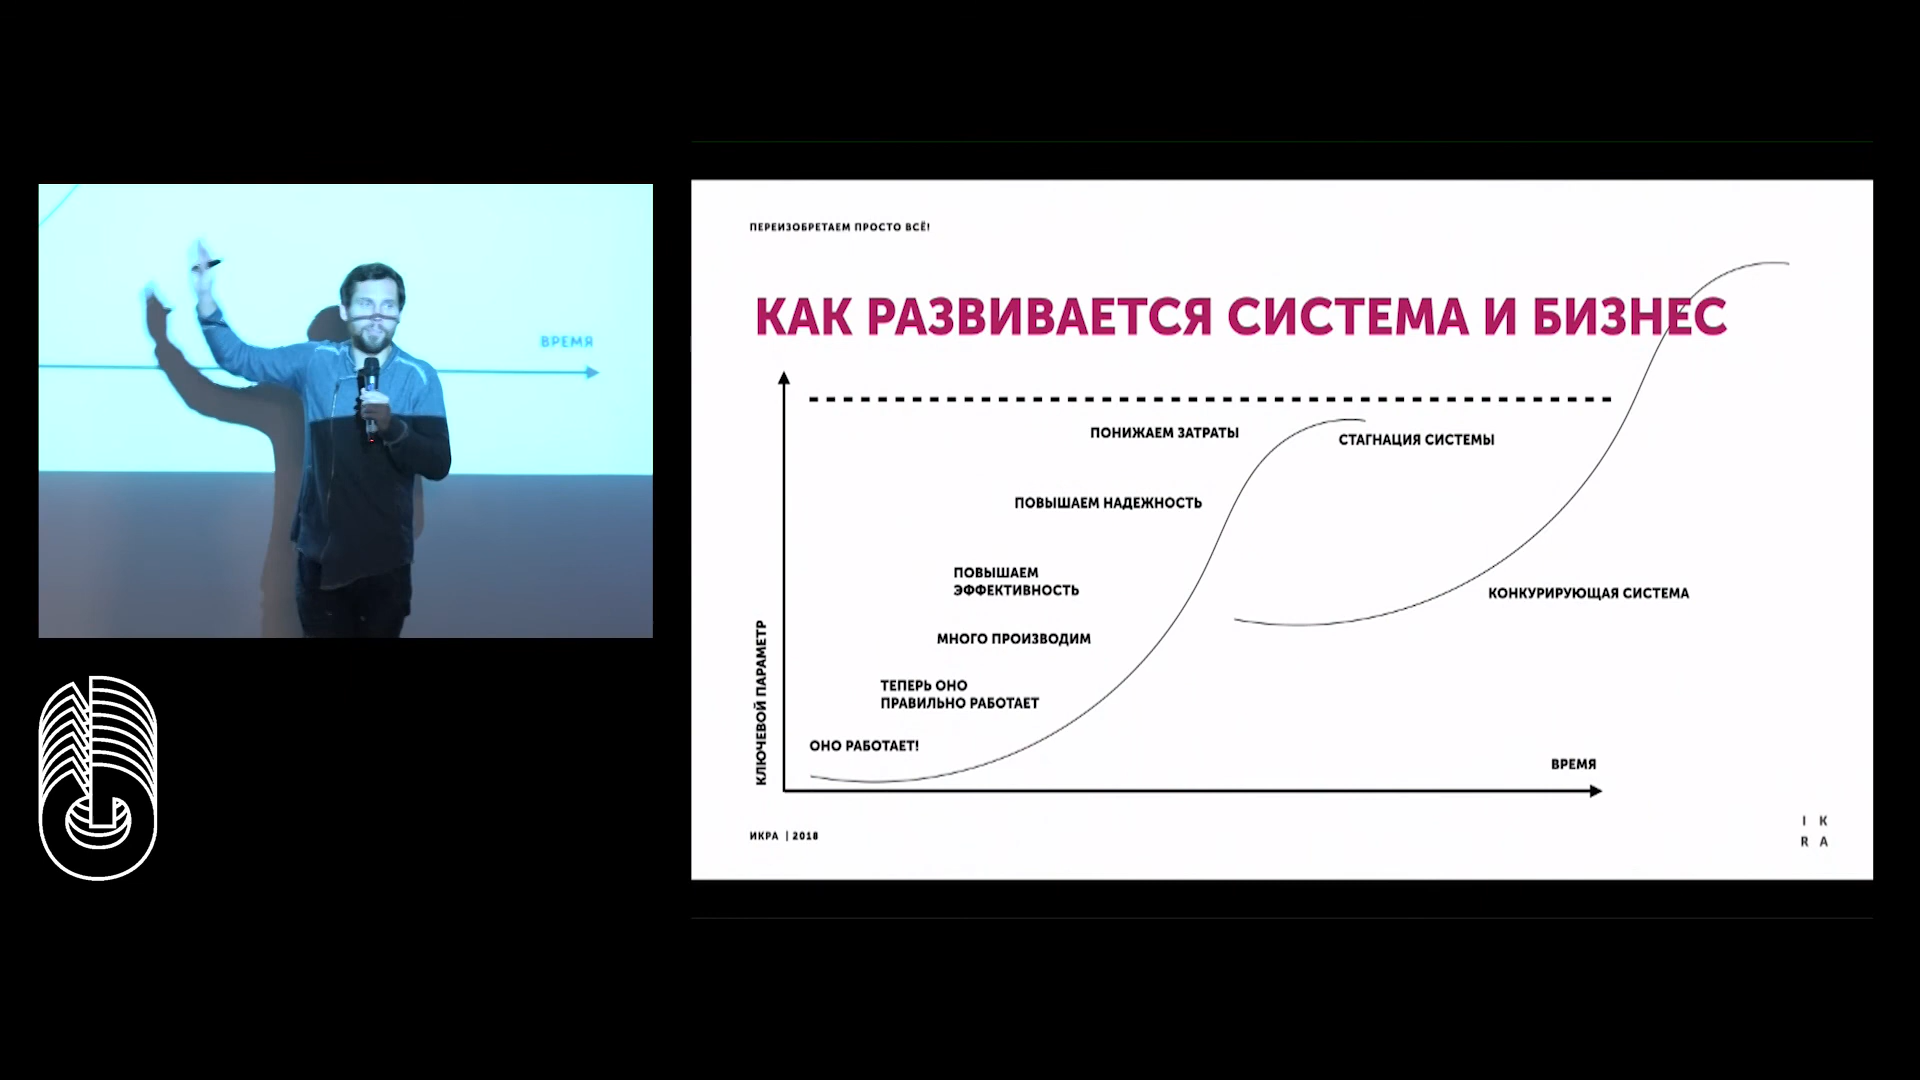 ВРЕМЯ
ПЕРЕИЗОБРЕТАЕМ ПРОСТО ВСЁ!
КАК РАЗВИВАЕТСЯ СИСТЕМА И БИЗНЕС
ПОНИЖАЕМ ЗАТРАТЫ
СТАГНАЦИЯ СИСТЕМЫ
ПОВЫШАЕМ НАДЕЖНОСТЬ
ПОВЫШАЕМ
ЭФФЕКТИВНОСТЬ
КОНКУРИРУЮЩАЯ СИСТЕМА
МНОГО ПРОИЗВОДИМ
ТЕПЕРЬ ОНО
ПРАВИЛЬНО РАБОТАЕТ
ОНО РАБОТАЕТ!
КЛЮЧЕВОЙ ПАРАМЕТР
ВРЕМЯ
ИКРА | 2018
I K
R A